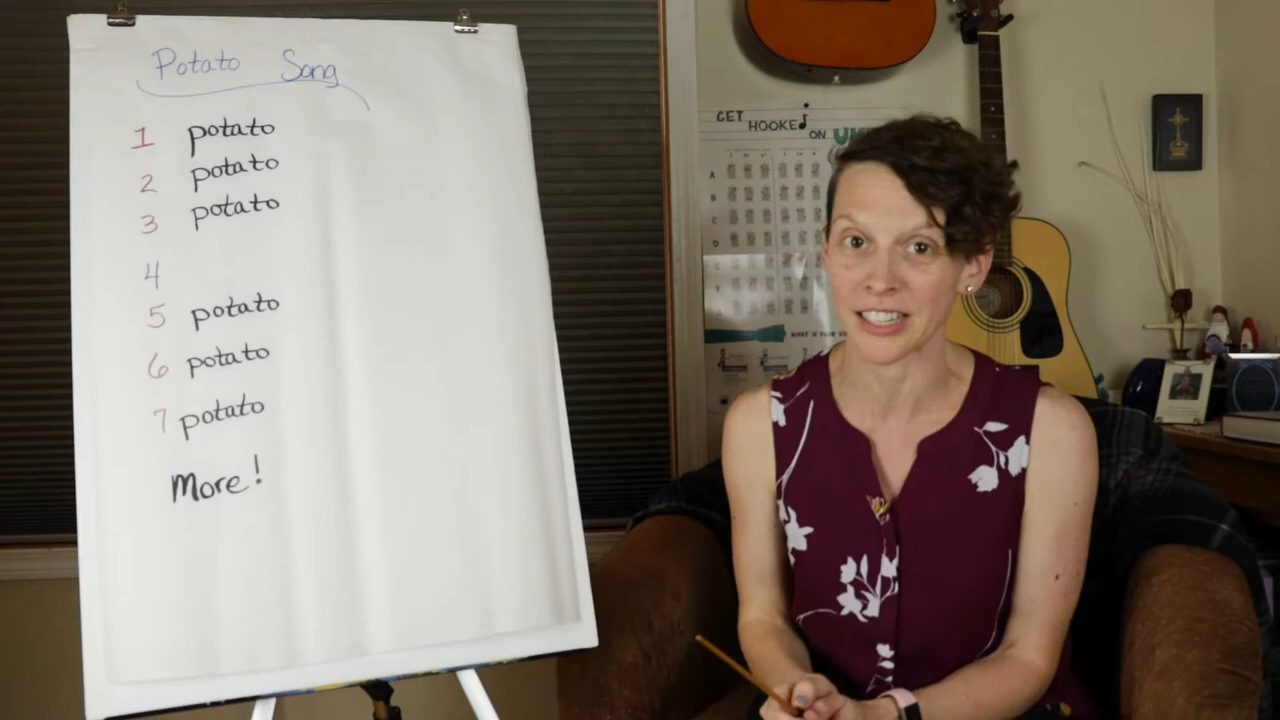 Potato Song
1 potato
2 potato
3 potato
4
5 potato
6 potato
7 potato
More!
GET
HOOKED
ON
A
B
C
D